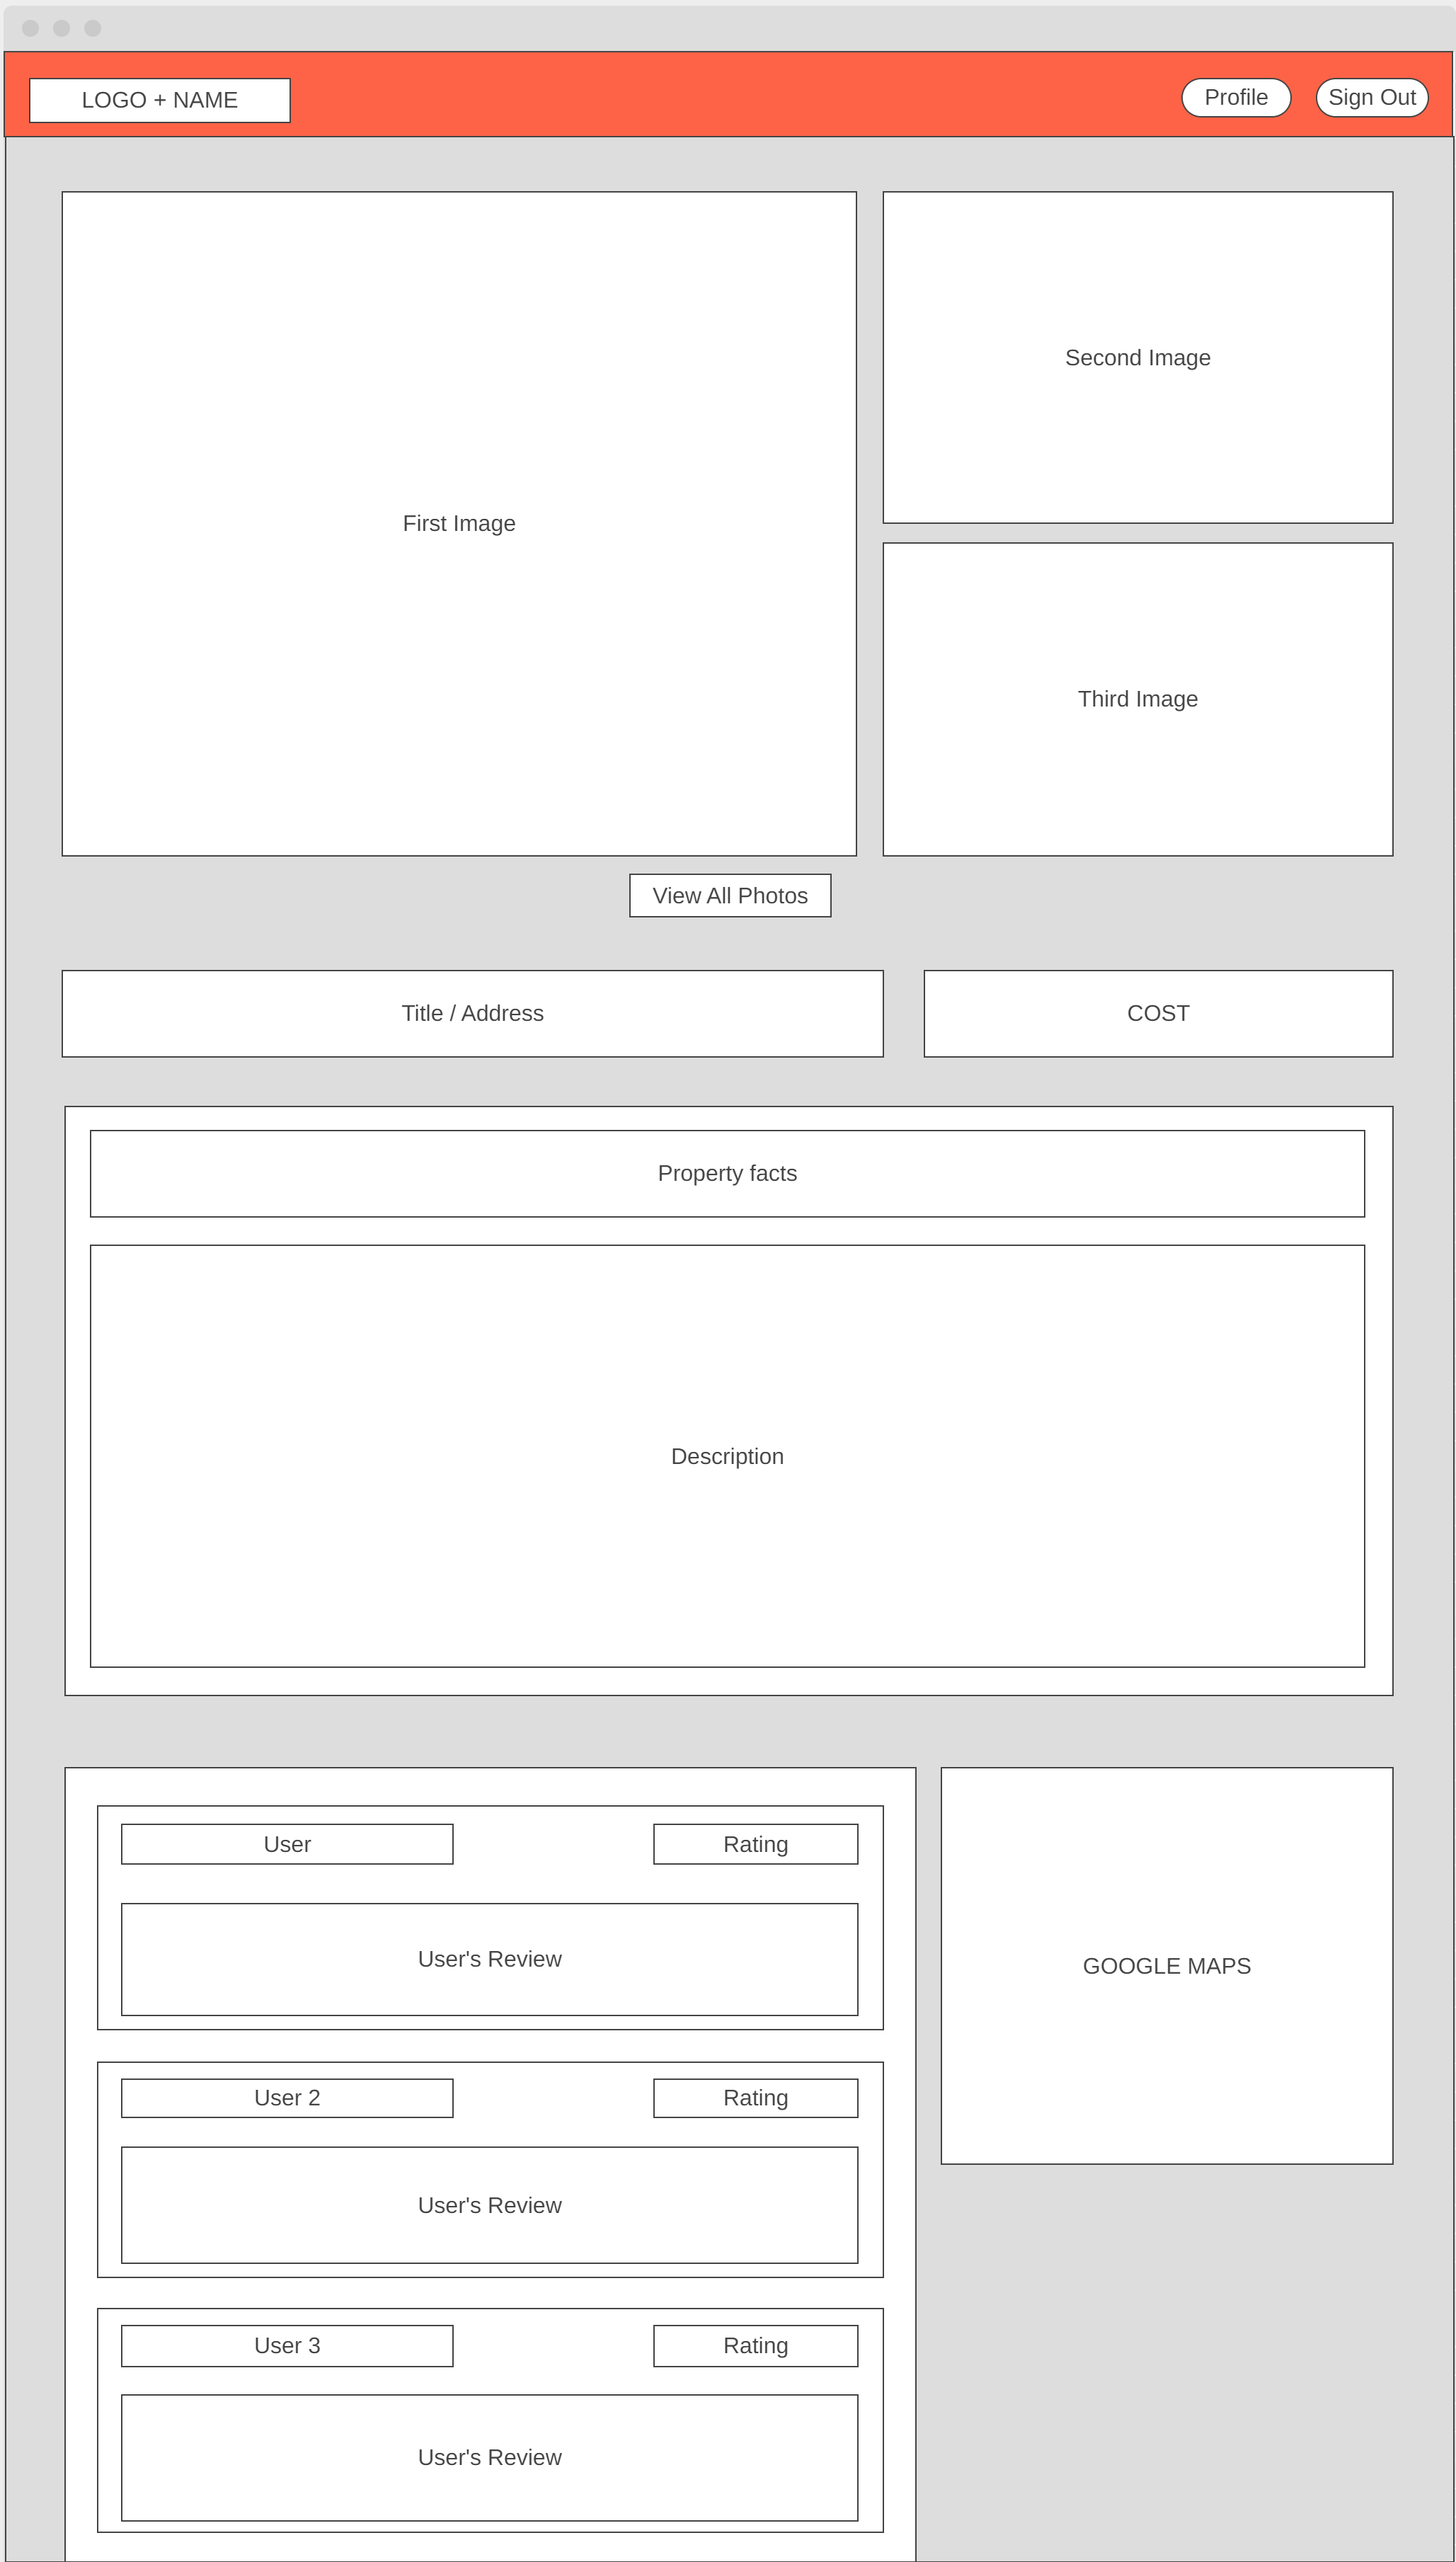 LOGO + NAME
Profile
Sign Out
First Image
Second Image
Third Image
View All Photos
Title / Address
COST
Property facts
Description
User
Rating
User's Review
GOOGLE MAPS
User 2
Rating
User's Review
User 3
Rating
User's Review